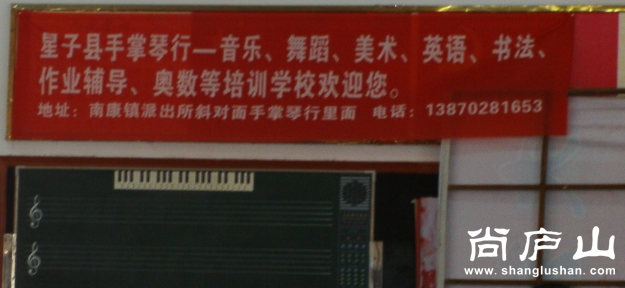 星子县手掌琴行—音乐、舞蹈、美术、英语、书法、
作业辅导、奥数等培训学校欢迎您。
地址：南康镇派出所斜对面手掌琴行里面 电话：13870281653
尚庐山
www.shanglushan.com